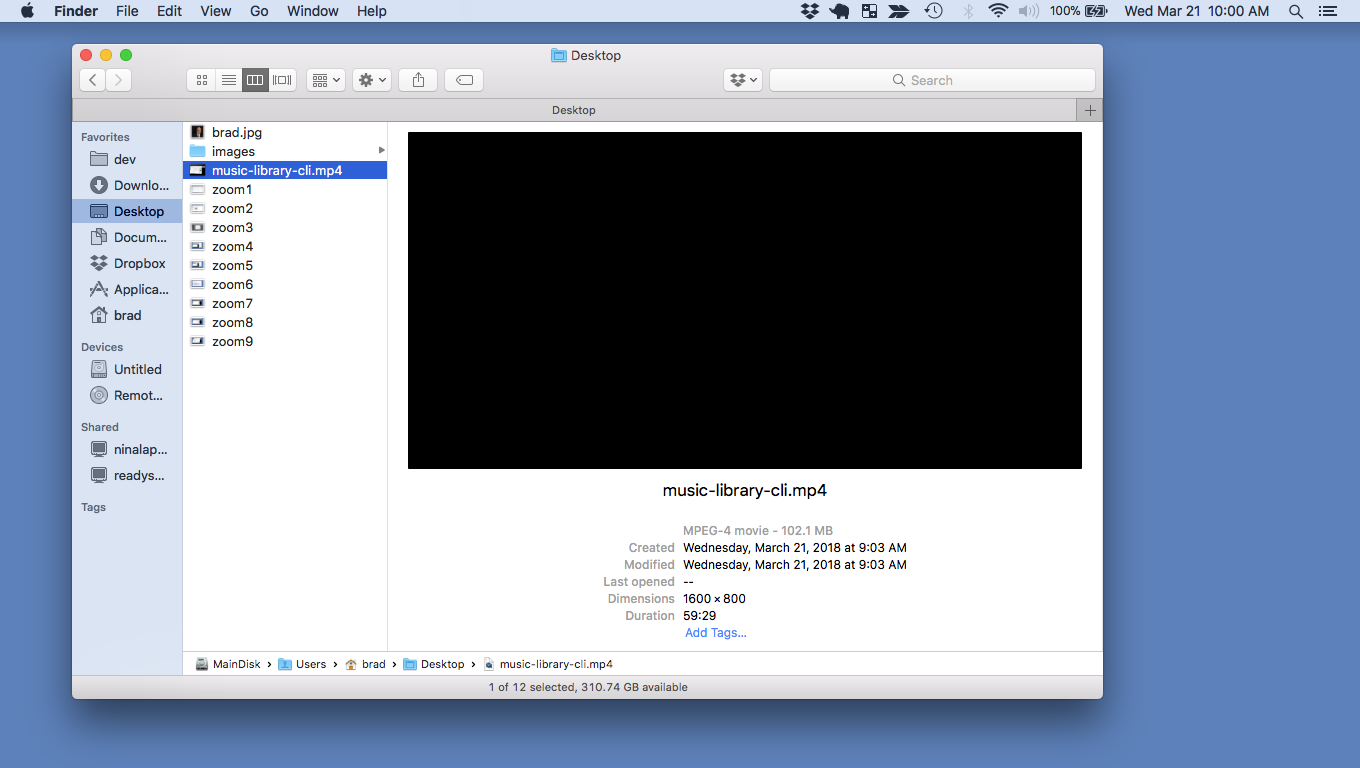 Finder File Edit View Go Window Help 100% Wed Mar 21 10:00 AM
Desktop
Search
Desktop
Favorites
dev
Downlo...
Desktop
Docum...
Dropbox
Applica...
brad
Devices
Untitled
Remot...
Shared
ninalap...
readys...
Tags
brad.jpg
images
music-library-cli.mp4
zoom1
zoom2
zoom3
zoom4
zoom5
zoom6
zoom7
zoom8
zoom9
music-library-cli.mp4
MPEG-4 movie - 102.1 MB
Created Wednesday, March 21, 2018 at 9:03 AM
Modified Wednesday, March 21, 2018 at 9:03 AM
Last opened --
Dimensions 1600 × 800
Duration 59:29
Add Tags...
MainDisk › Users › brad › Desktop › music-library-cli.mp4
1 of 12 selected, 310.74 GB available